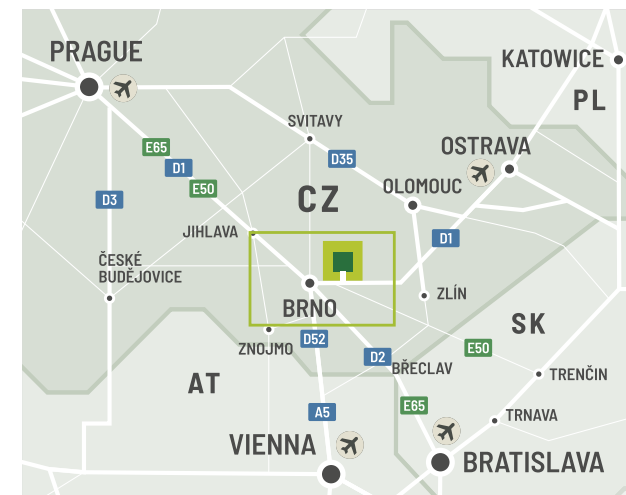 PRAGUE
KATOWICE
PL
SVITAVY
E65
D1
D35
OSTRAVA
E50
D3
CZ
OLOMOUC
JIHLAVA
D1
ČESKÉ
BUDĚJOVICE
BRNO
ZLÍN
SK
ZNOJMO
D52
D2
E50
BŘECLAV
TRENČÍN
AT
A5
E65
TRNAVA
VIENNA
BRATISLAVA